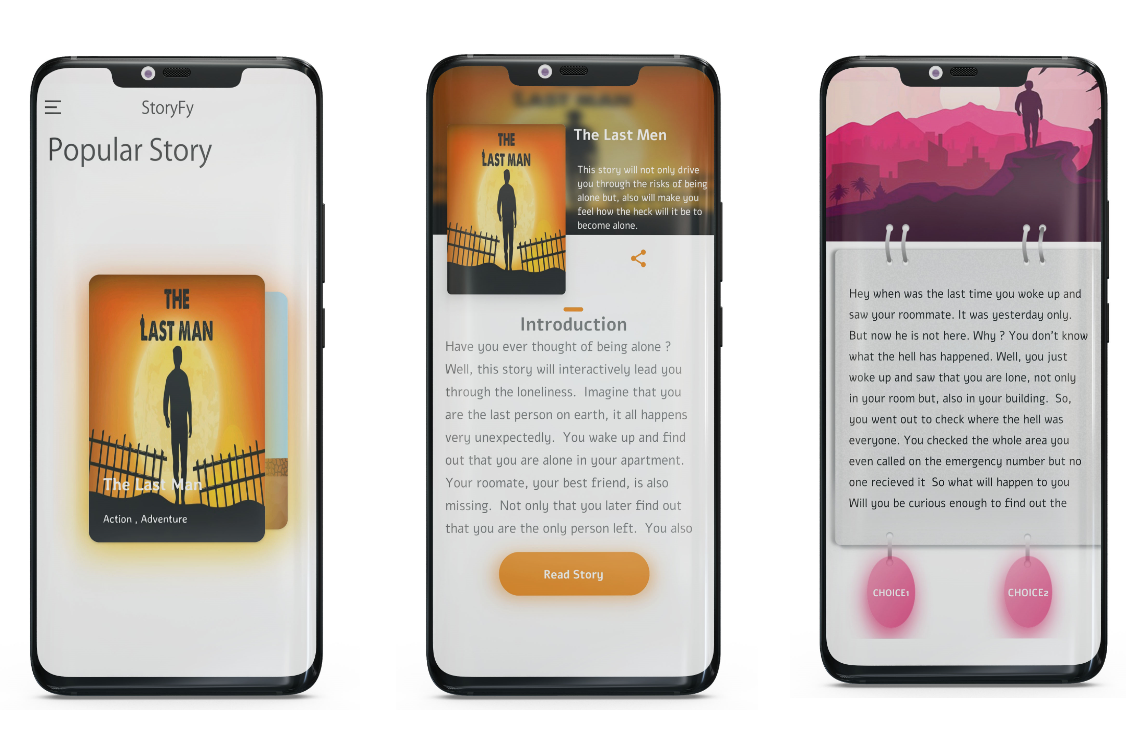 StoryFy
Popular Story
THE
LAST MAN
The Last Man
Action , Adventure
LAST MAN
THE
LAST MAN
The Last Men
This story will not only drive
you through the risks of being
alone but, also will make you
feel how the heck will it be to
become alone.
Introduction
Have you ever thought of being alone ?
Well, this story will interactively lead you
through the loneliness. Imagine that you
are the last person on earth, it all happens
very unexpectedly. You wake up and find
out that you are alone in your apartment.
Your roomate, your best friend, is also
missing. Not only that you later find out
that you are the only person left. You also
Read Story
Hey when was the last time you woke up and
saw your roommate. It was yesterday only.
But now he is not here. Why ? You don't know
what the hell has happened. Well, you just
woke up and saw that you are lone, not only
in your room but, also in your building. So,
you went out to check where the hell was
everyone. You checked the whole area you
even called on the emergency number but no
one recieved it So what will happen to you
Will you be curious enough to find out the
CHOICE1
CHOICE2